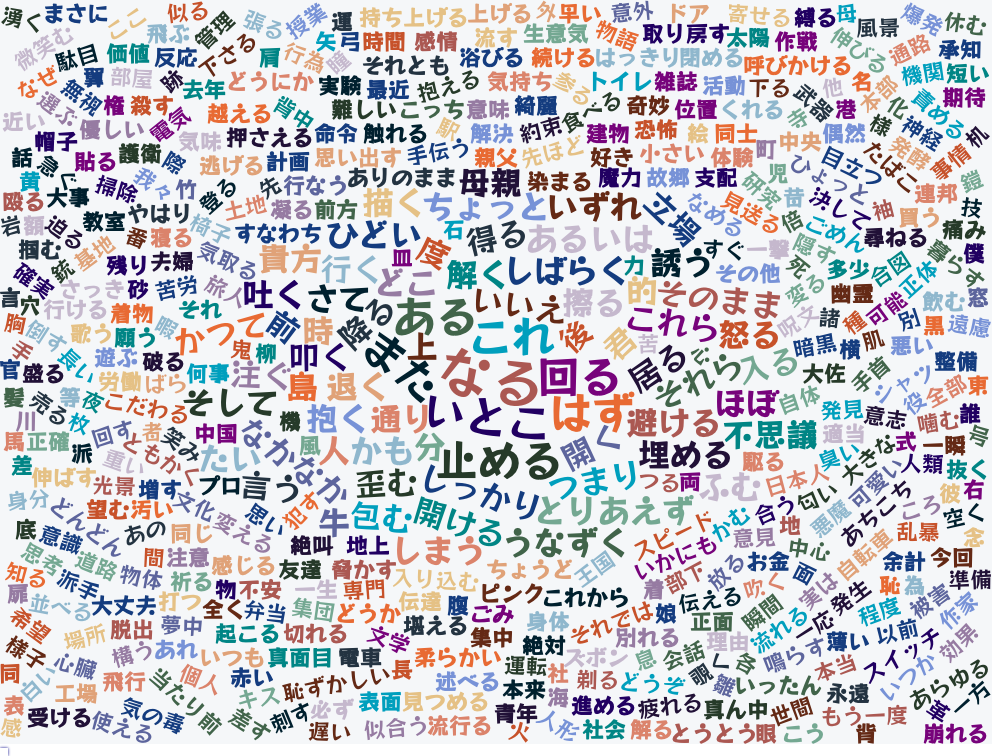 湧く まさに ここ 似る 張る 授業 運 持ち上げる 上げる 外 早い 意外 ドア 寄せる 縛る 母 風景 爆発 休む
微笑む 飛ぶ 管理 矢 弓 時間 感情 流す 生意気 物語 取り戻す 太陽 作戦 伸びる 通路 承知
駄目 価値 反応 下さる 肩 行為 瞳 それとも 浴びる 続ける はっきり 閉める 呼びかける 他 機関 短い
なぜ 翼 部屋 跡 去年 どうにか 実験 最近 抱える 気持ち 参る トイレ 雑誌 活動 下る 名 本部 責める 期待
無視 権 殺す 越える 背中 難しい こっち 意味 綺麗 食べる 奇妙 位置 くれる 武器 港 化 神経
近い 選ぶ 優しい 電気 気味 押さえる 命令 触れる 駅 解決 約束 建物 恐怖 絵 同士 町 中央 偶然 様 発酵 机
帽子 護衛 際 逃げる 計画 思い出す 手伝う 親父 先ほど 好き 小さい 体験 児 ひょっと 目立つ たばこ 事情
話 急ぐ 貼る 掃除 我々 竹 登る 先 行なう ありのまま 母親 染まる 魔力 故郷 支配 研究 昔 決して 連邦 鎧
黄 殴る 大事 教室 やはり 椅子 土地 凝る 前方 描く ちょっと いずれ 立場 なめる 見送る 倍 ごめん 袖 買う 技
岩 額 迫る 番 寝る すなわち ひどい 石 得る あるいは すぐ 一撃 隠す 尋ねる 痛み
掴む 基地 残り 夫婦 気取る 貴方 行く 皿 度 解く しばらく 力 誘う その他 死ぬ 多少 合図 暮らす 僕
確実 銃 さっき 砂 苦労 旅人 吐く さて どこ いいえ 擦る 的 そのまま 変る 幽霊 正体 窓
言 穴 行ける 着物 それ かつて 前 時 陸 ある これ 後 君 苦 これら 怒る 呪文 諸 種 可能 飲む 別 黒 遠慮
胸 倒す 歌う 願う 暇 鬼 柳 叩く また 上 なる 回る 居る それら 入る 暗黒 横 肌 悪い
手 長い 遊ぶ 破る 何事 注ぐ 島 退く いとこ はず 避ける ほぼ 自体 大佐 手首 シャツ 整備
官 盛る 等 労働 ばら そして 機 抱く 通り 不思議 発見 役 全部 東
髪 売る 夜 枚 こだわる 中国 なかなか 風 人 かも 分 止める 開く 埋める 駆る 適当 意志 噛む 誰
川 馬 正確 派 回す 者 笑み たい 歪む しっかり つまり つる 両 ふむ 日本人 臭い 大きな 式 一瞬 号
差 伸ばす 重い ともかく プロ 言う 包む 開ける とりあえず かむ 合う 匂い 可愛い 人類 抜く
身分 光景 増す 文化 思い 犯す 牛 うなずく スピード 悪魔 あちこち ころ 彼 右
底 どんどん 望む 汚い 変える 絶叫 地上 しまう いかにも 意見 地 自転車 乱暴 空く
意識 あの 同じ 友達 脅かす ちょうど 王国 部下 お金 中心 余計 今回 念
思考 道路 間 注意 感じる 入り込む 着 放る 吹く 面 実は 恥 為 準備
知る 派手 物体 祈る 物 不安 一生 専門 ピンク これから 伝える 瞬間 発生 被害
扉 並べる 大丈夫 打つ 全く 弁当 集団 どうか 伝達 腹 ごみ 身体 それでは 娘 正面 流れる 一応 程度 作家
希望 場所 脱出 夢中 起こる 切れる 文学 堪える 集中 絶対 別れる 理由 鳴らす 薄い 以前 効果
様子 心臓 構う あれ いつも 真面目 電車 長 柔らかい 運転 社 ズボン 息 会話 覗く 含む 本当 スイッチ
同 自己 工場 飛行 当たり前 個人 赤い キス 恥ずかしい 述べる 本来 海 剃る どうぞ 離れる いったん 永遠 いつか あらゆる
表 感 受ける 使える 気の毒 差す 刺す 必ず 表面 見つめる 青年 人形 進める 疲れる 真ん中 世間 もう一度 革 一方
遅い 似合う 流行る 火 社会 解る とうとう 眼 こう 背 崩れる